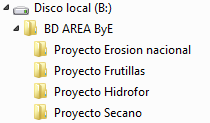 Disco local (B:)
BD AREA ByE
Proyecto Erosion nacional
Proyecto Frutillas
Proyecto Hidrofor
Proyecto Secano